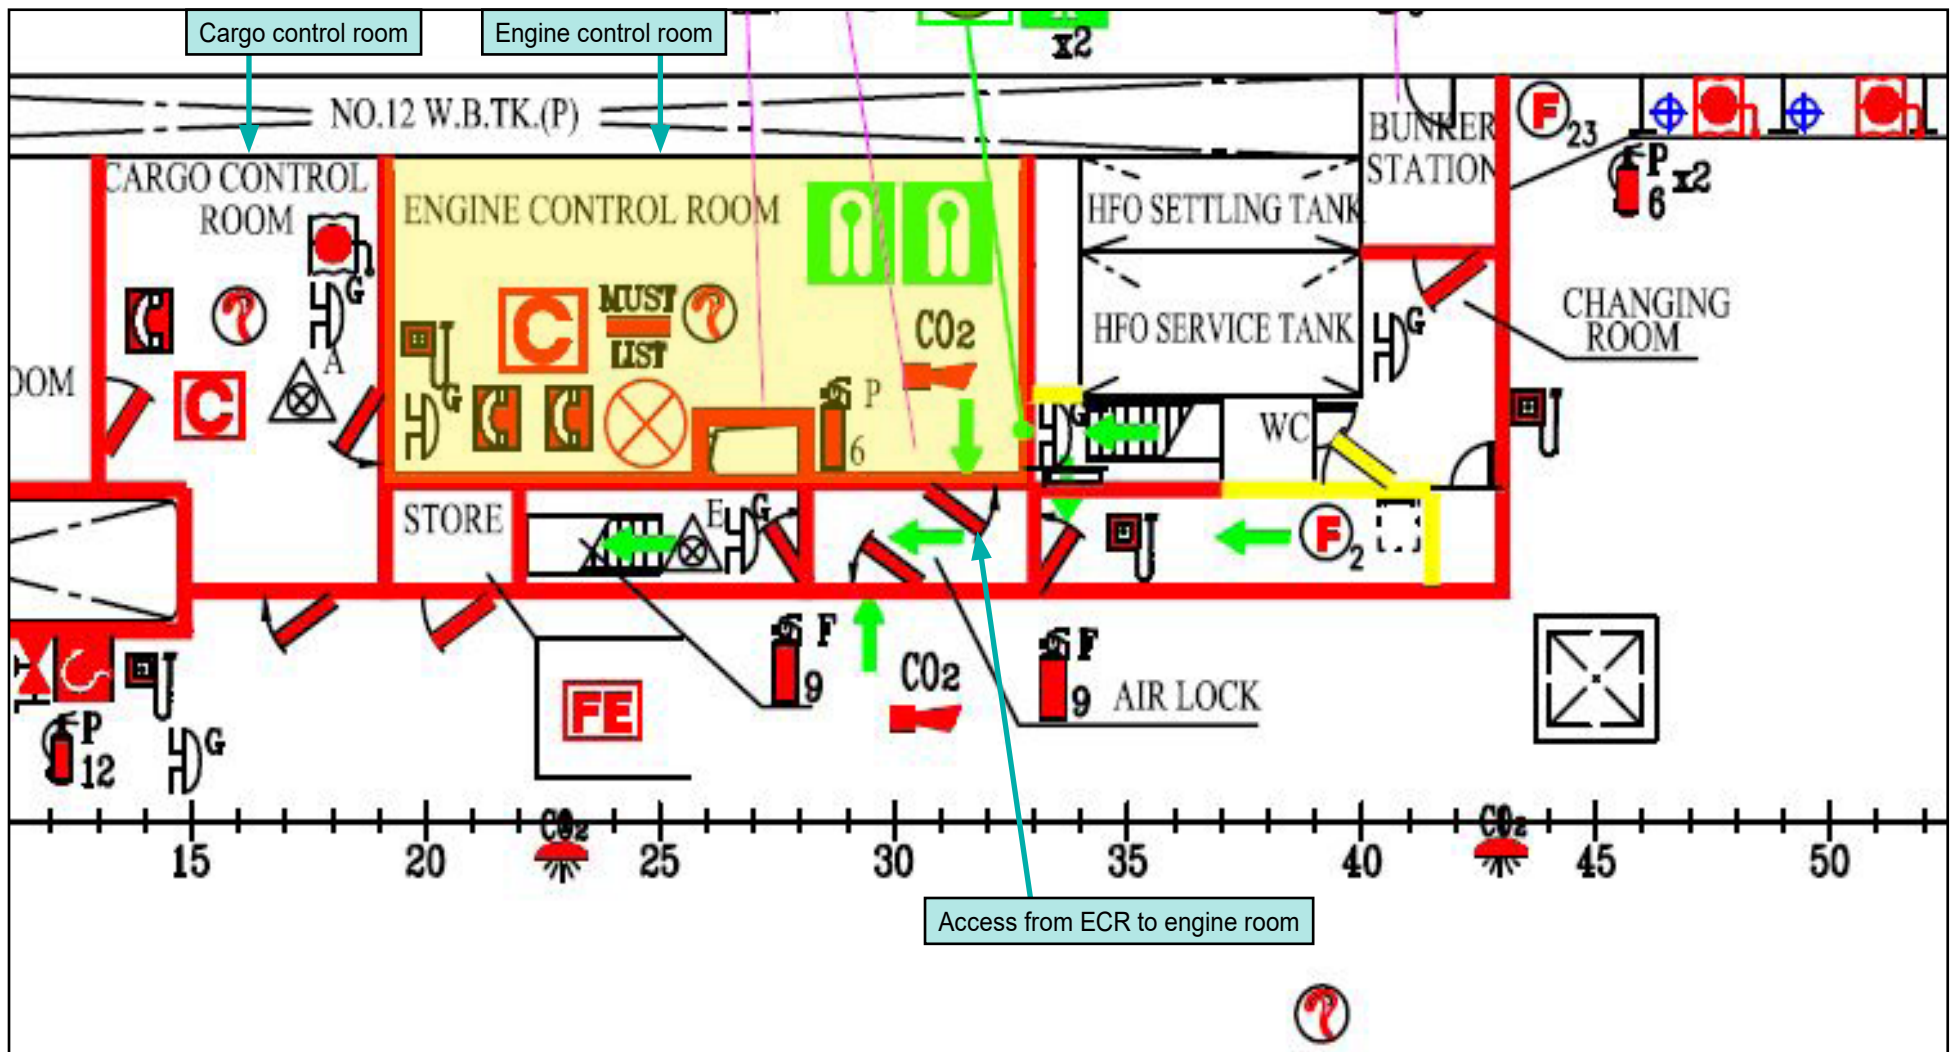 Cargo control room
Engine control room
x2
NO.12 W.B.TK.(P)
BUNKER
STATION
F
23
P
6
x2
CARGO CONTROL
ROOM
ENGINE CONTROL ROOM
HFO SETTLING TANK
G
C
MUST
LIST
CO2
HFO SERVICE TANK
G
CHANGING
ROOM
OOM
A
C
G
P
6
G
WC
STORE
E
G
F
2
F
9
CO2
F
9
AIR LOCK
FE
P
12
G
CO2
CO2
15
20
25
30
35
40
45
50
Access from ECR to engine room